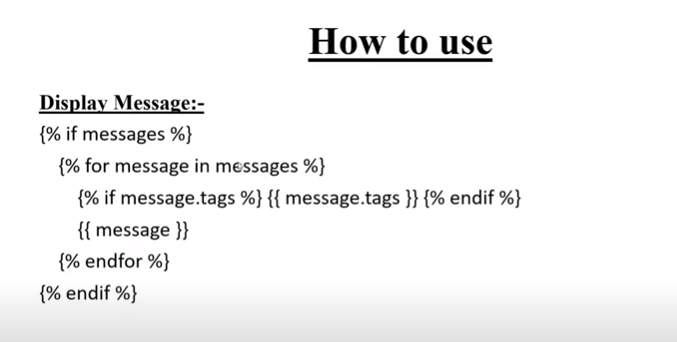 How to use
Display Message:-
{% if messages %}
{% for message in messages %}
{% if message.tags %} {{ message.tags }} {% endif %}
{{ message }}
{% endfor %}
{% endif %}